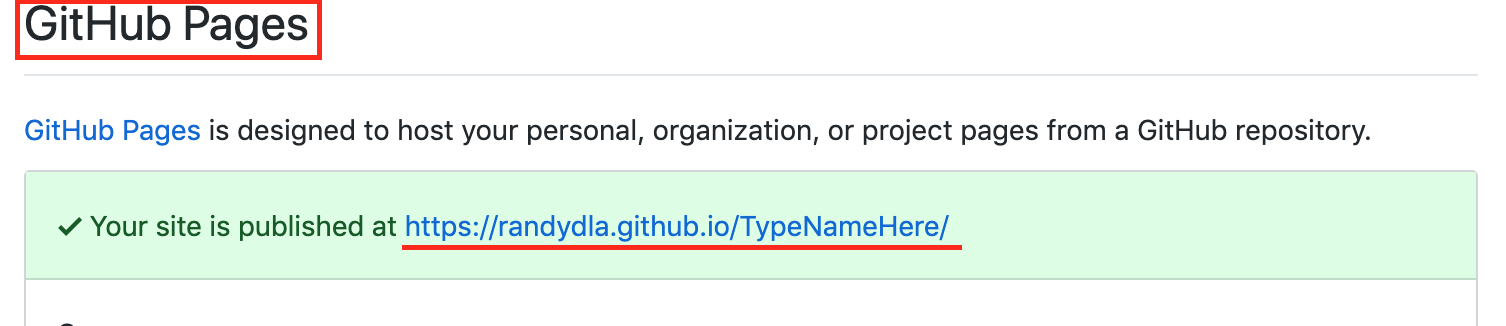 GitHub Pages
GitHub Pages is designed to host your personal, organization, or project pages from a GitHub repository.
Your site is published at https://randydla.github.io/TypeNameHere/